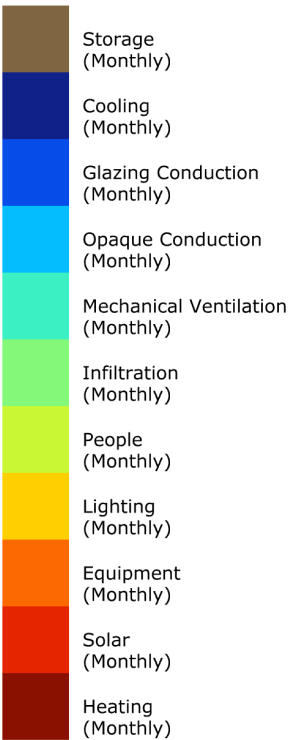 Storage
(Monthly)
Cooling
(Monthly)
Glazing Conduction
(Monthly)
Opaque Conduction
(Monthly)
Mechanical Ventilation
(Monthly)
Infiltration
(Monthly)
People
(Monthly)
Lighting
(Monthly)
Equipment
(Monthly)
Solar
(Monthly)
Heating
(Monthly)